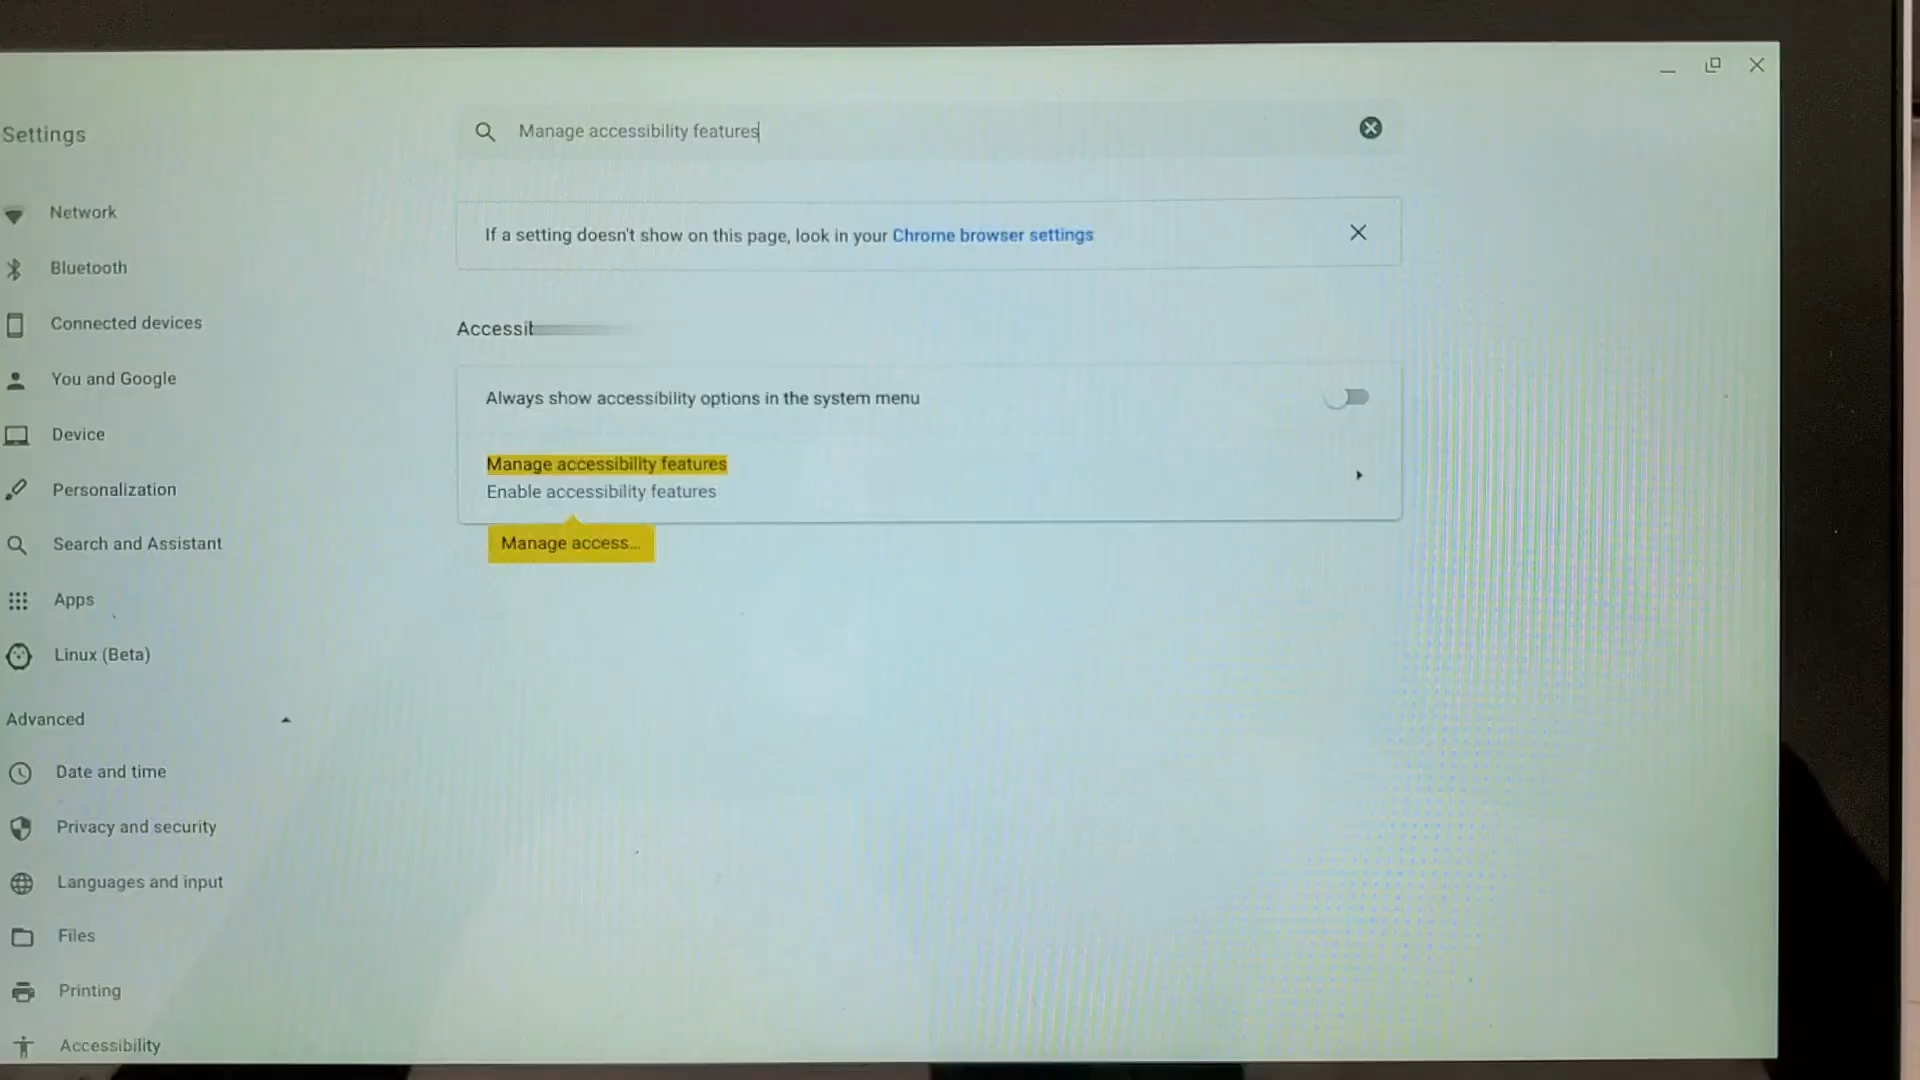 Settings
Manage accessibility features
Network
If a setting doesn't show on this page, look in your Chrome browser settings
Bluetooth
Connected devices
You and Google
Always show accessibility options in the system menu
Device
Manage accessibility features
Enable accessibility features
Personalization
Manage access...
Search and Assistant
Apps
Linux (Beta)
Advanced
Date and time
Privacy and security
Languages and input
Files
Printing
Accessibility